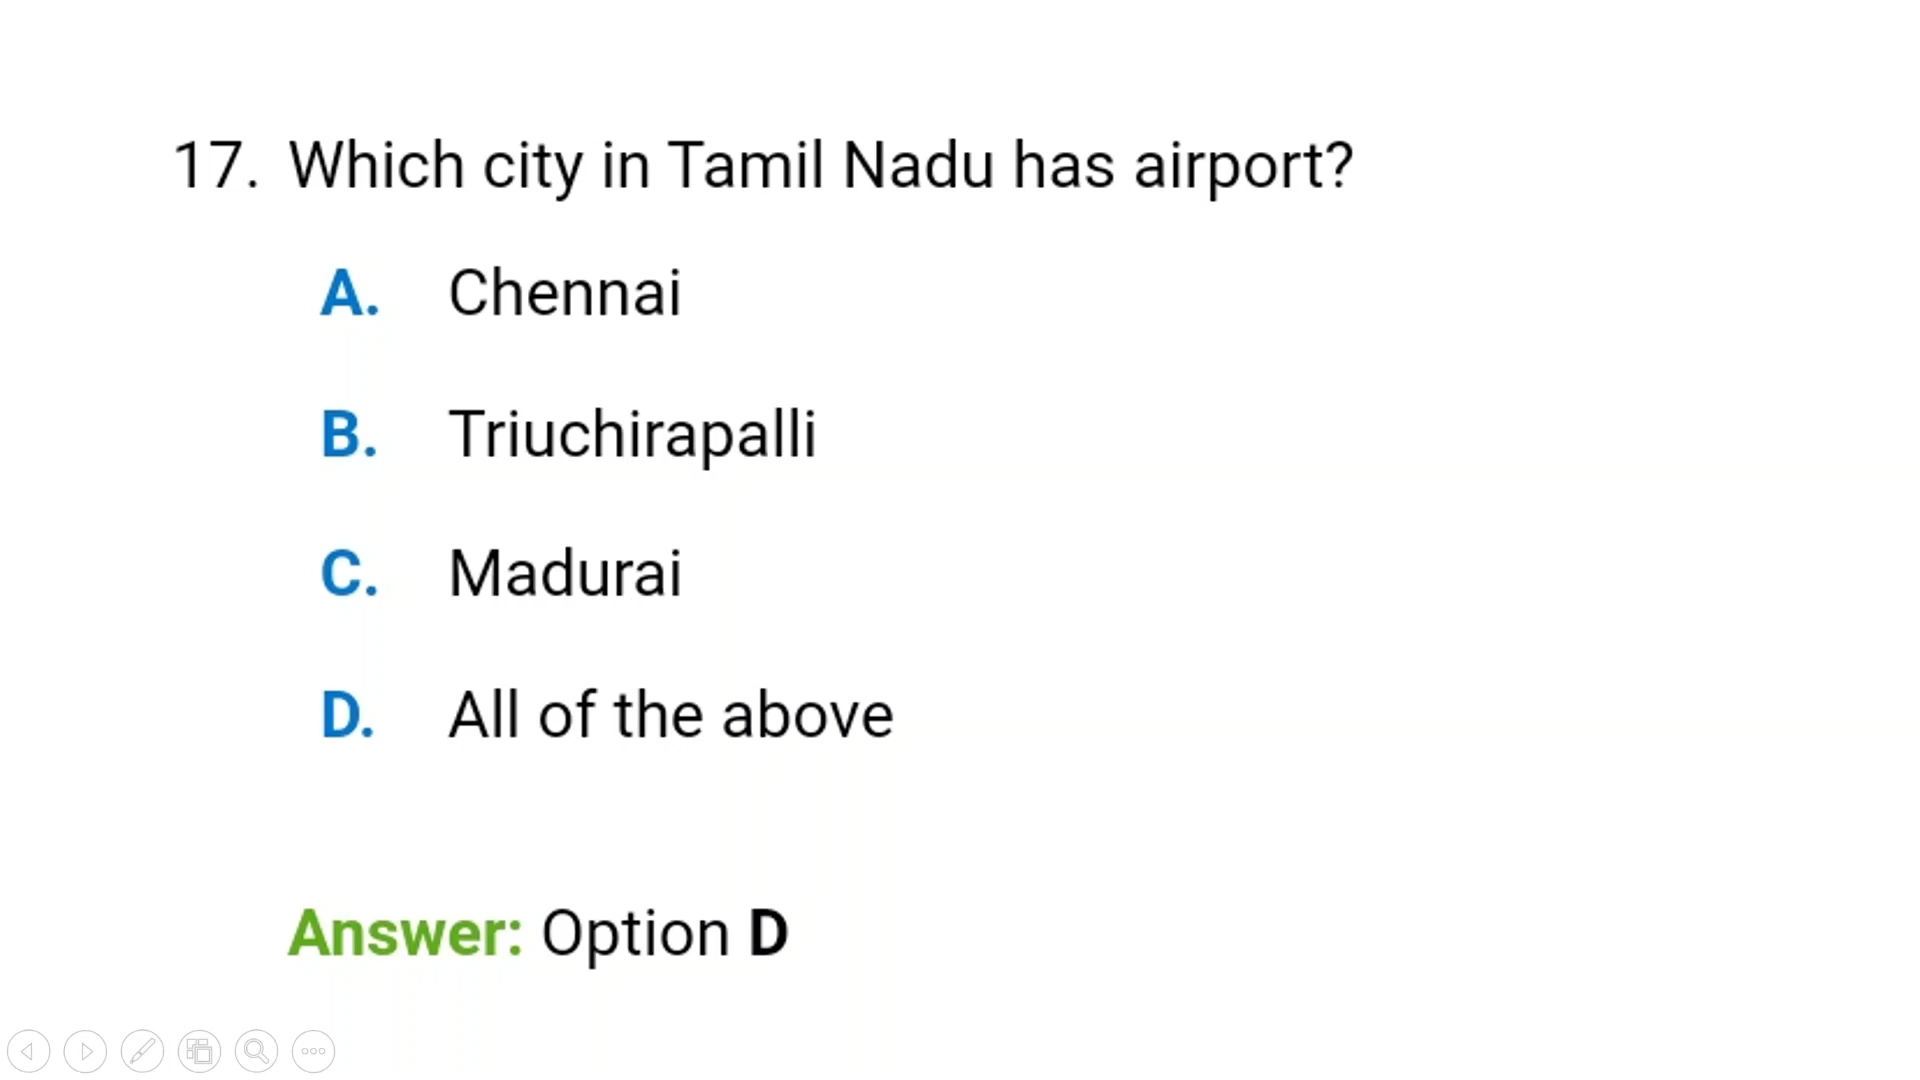 17. Which city in Tamil Nadu has airport?
A. Chennai
B. Triuchirapalli
C. Madurai
D. All of the above
Answer: Option D